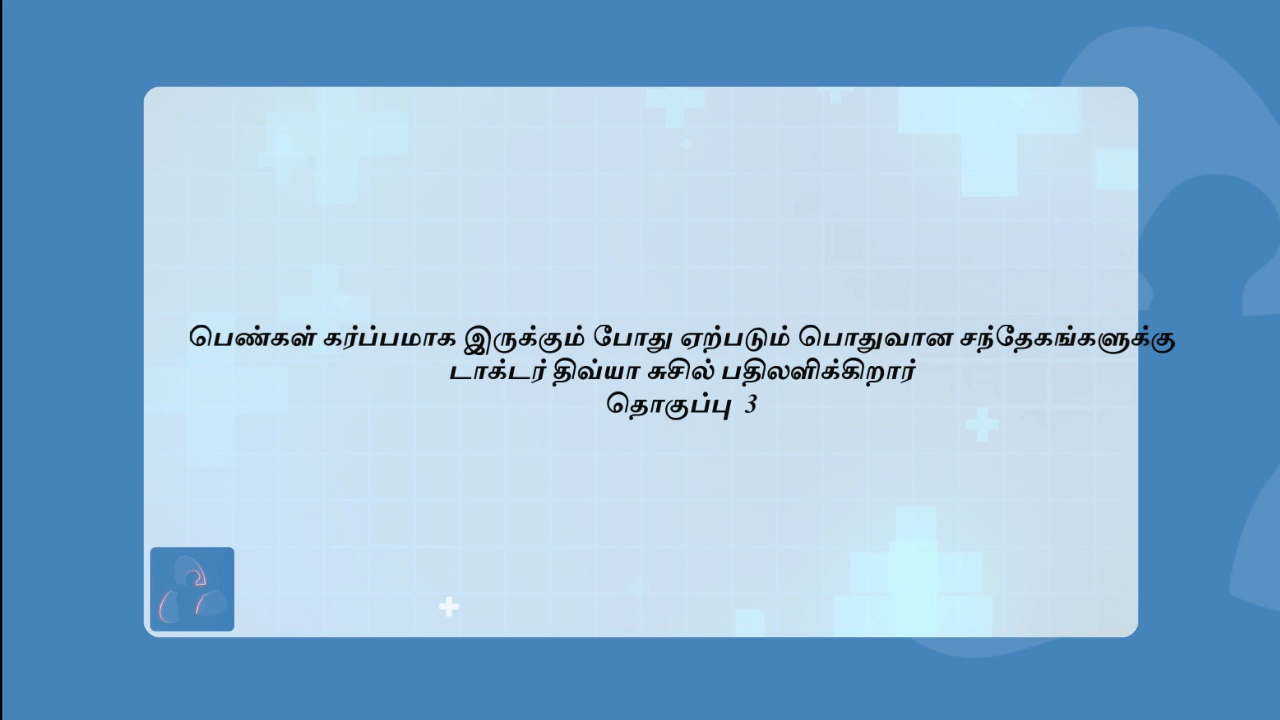 பெண்கள் கர்ப்பமாக இருக்கும் போது ஏற்படும் பொதுவான சந்தேகங்களுக்கு
டாக்டர் திவ்யா சுசில் பதிலளிக்கிறார்
தொகுப்பு 3